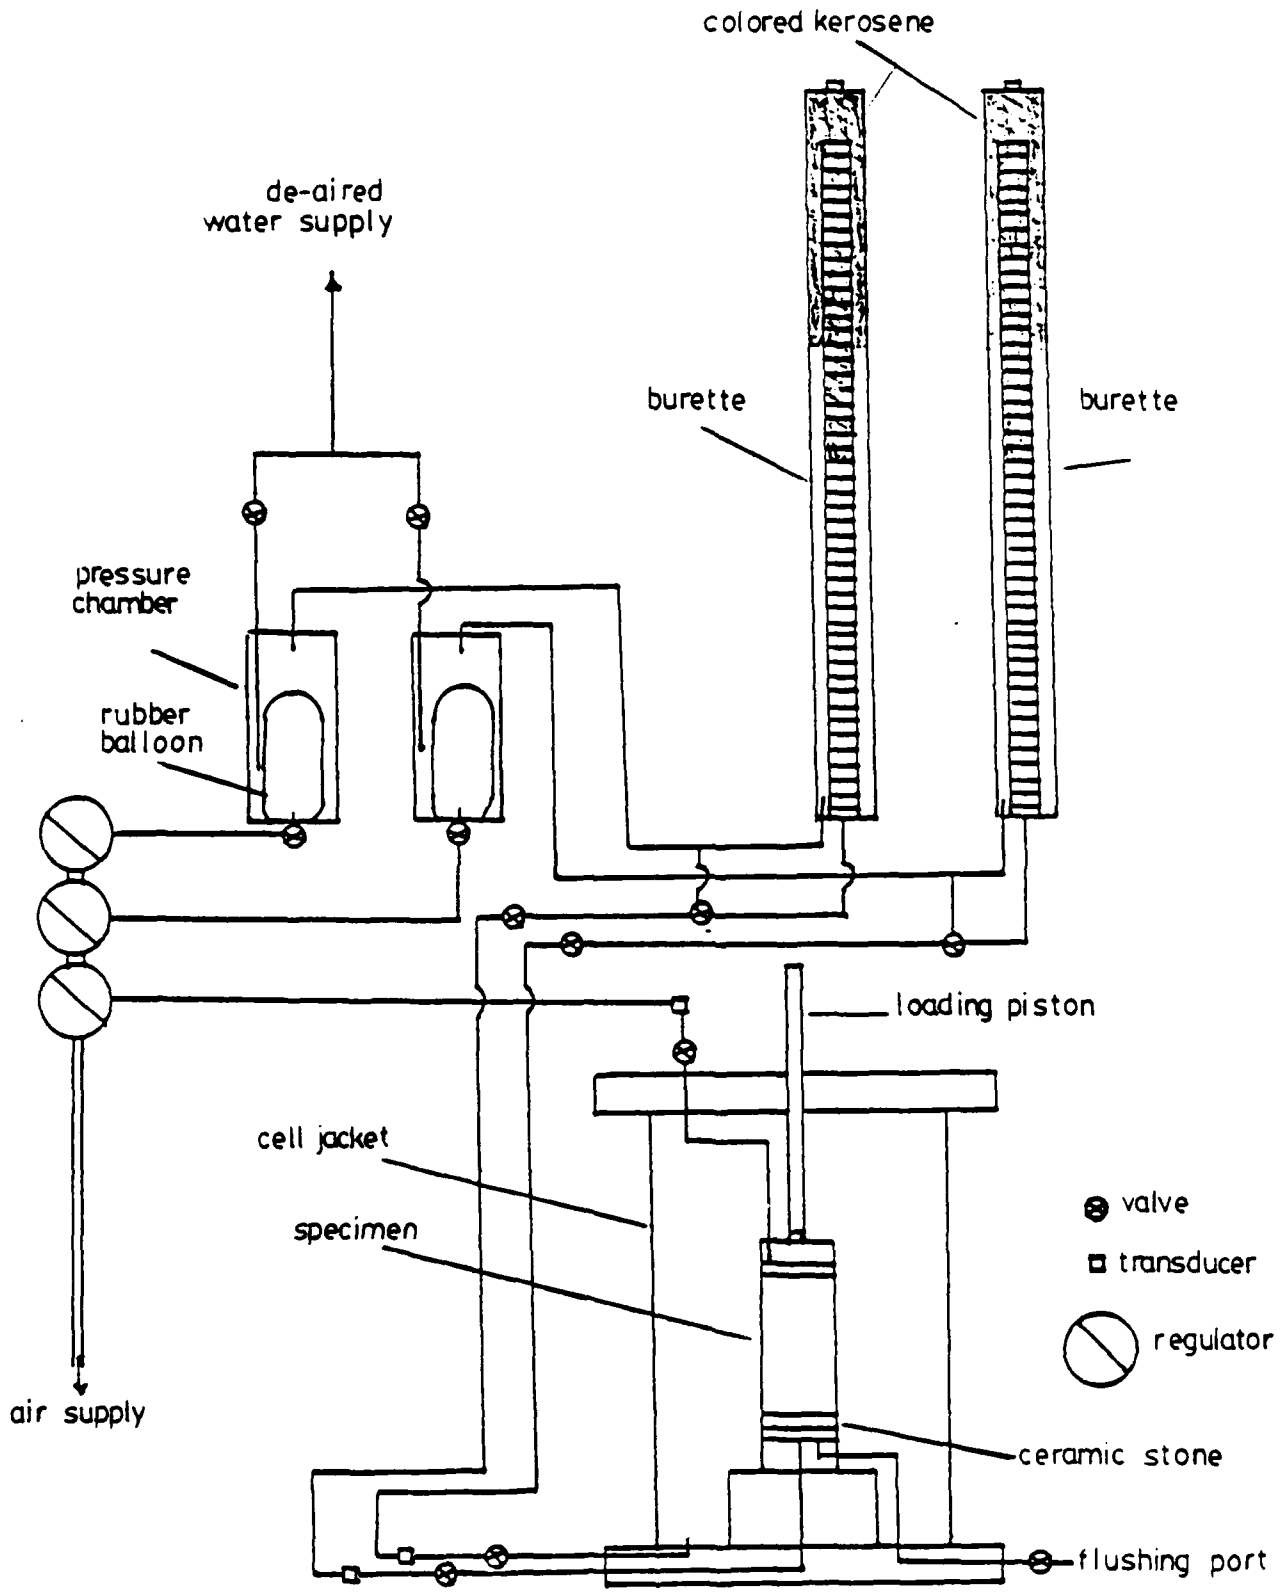 colored kerosene
de-aired
water supply
burette
burette
pressure
chamber
rubber
balloon
loading piston
cell jacket
specimen
valve
transducer
regulator
air supply
ceramic stone
flushing port